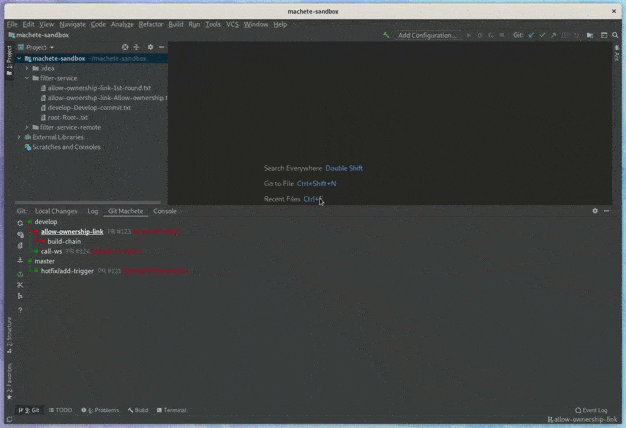 machete-sandbox
File Edit View Navigate Code Analyze Refactor Build Run Tools VCS Window Help
machete-sandbox Add Configuration... Git:
Project
1: Project
Ant
machete-sandbox ~/machete-sandbox
.idea
filter-service
allow-ownership-link-1st-round.txt
allow-ownership-link-Allow-ownership.t
develop-Develop-commit.txt
root-Root-.txt
filter-service-remote
External Libraries
Scratches and Consoles
Search Everywhere Double Shift
Go to File Ctrl+Shift+N
Recent Files Ctrl+E
Git: Local Changes Log Git Machete Console
develop
allow-ownership-link PR #123
build-chain
call-ws PR #124
master
hotfix/add-trigger PR #121
7: Structure
2: Favorites
9: Git TODO 6: Problems Build Terminal Event Log
allow-ownership-link